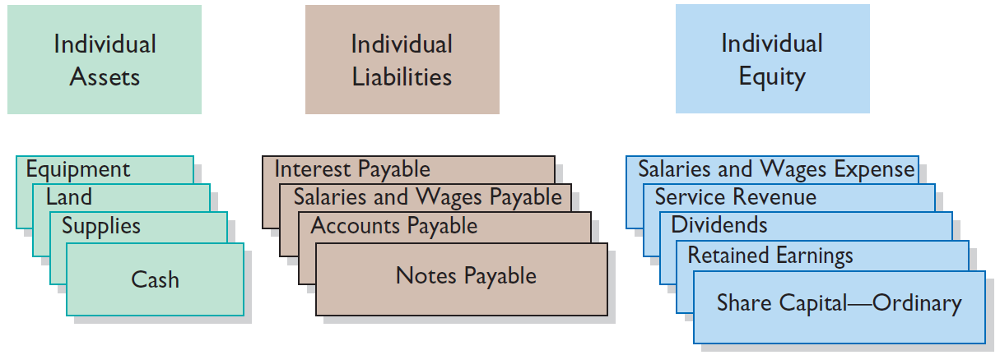 Individual
Assets
Individual
Liabilities
Individual
Equity
Equipment
Land
Supplies
Cash
Interest Payable
Salaries and Wages Payable
Accounts Payable
Notes Payable
Salaries and Wages Expense
Service Revenue
Dividends
Retained Earnings
Share Capital—Ordinary